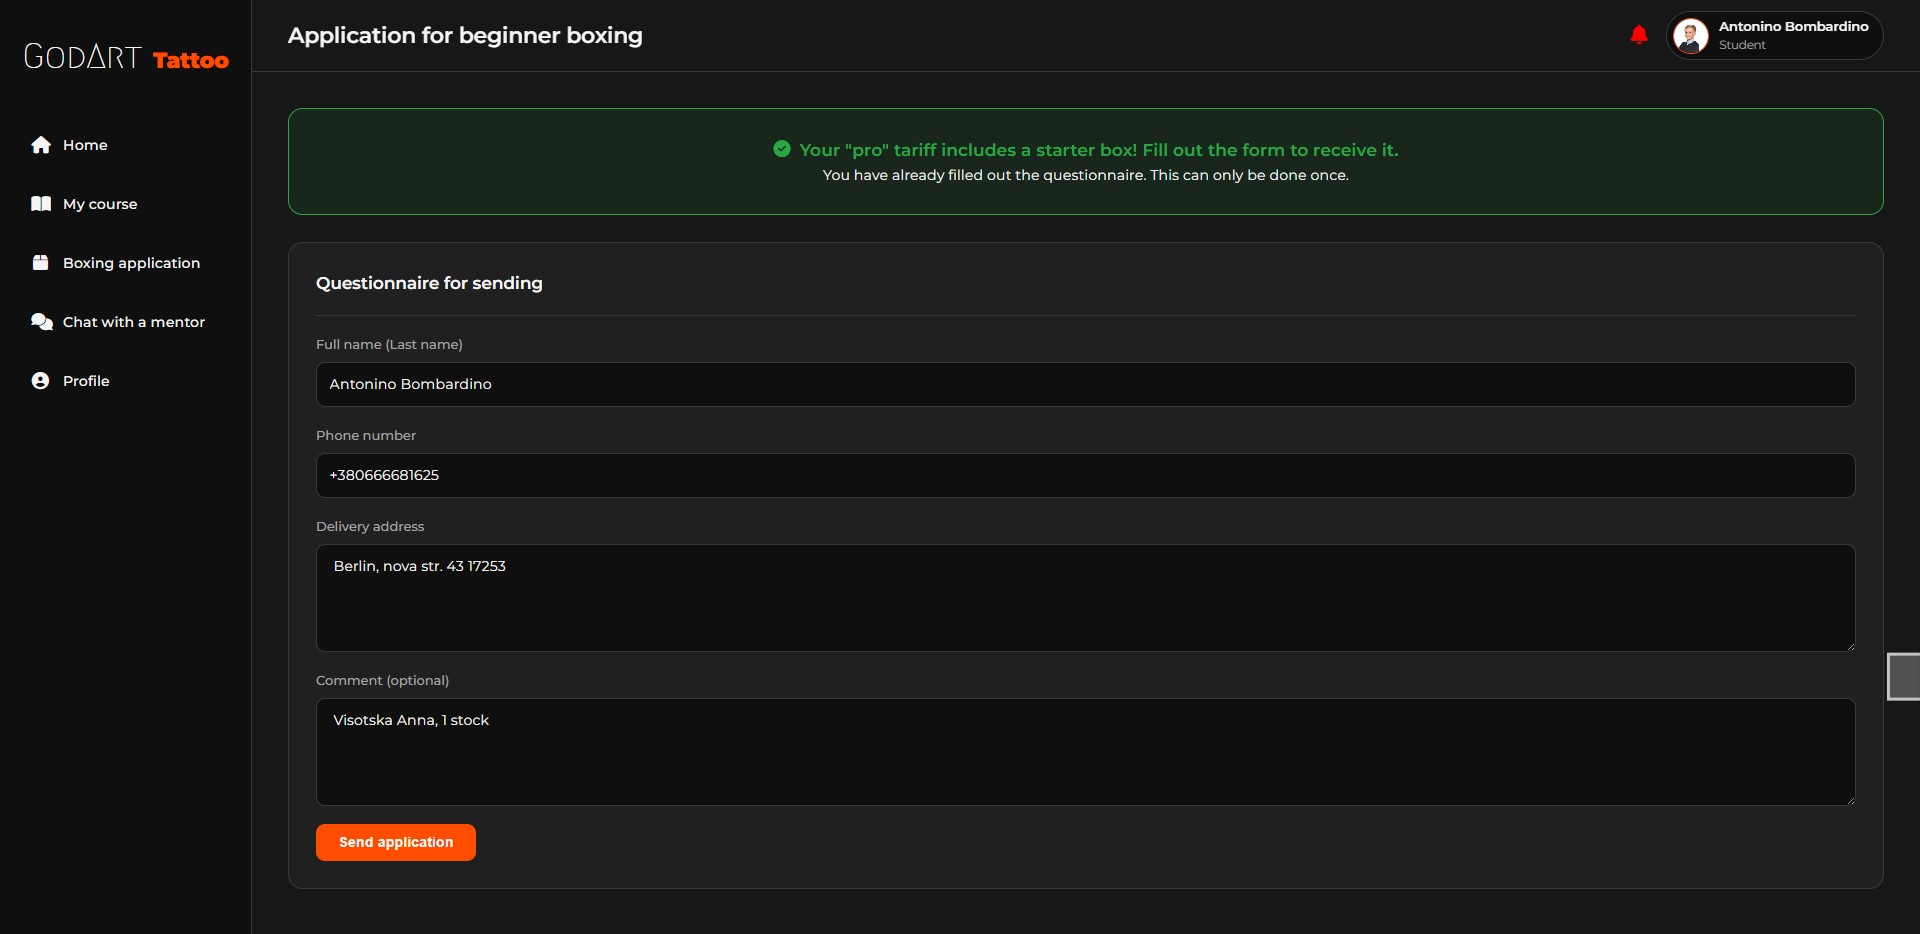 GODART Tattoo
Home
My course
Boxing application
Chat with a mentor
Profile
Application for beginner boxing
Antonino Bombardino
Student
Your "pro" tariff includes a starter box! Fill out the form to receive it.
You have already filled out the questionnaire. This can only be done once.
Questionnaire for sending
Full name (Last name)
Antonino Bombardino
Phone number
+380666681625
Delivery address
Berlin, nova str. 43 17253
Comment (optional)
Visotska Anna, 1 stock
Send application